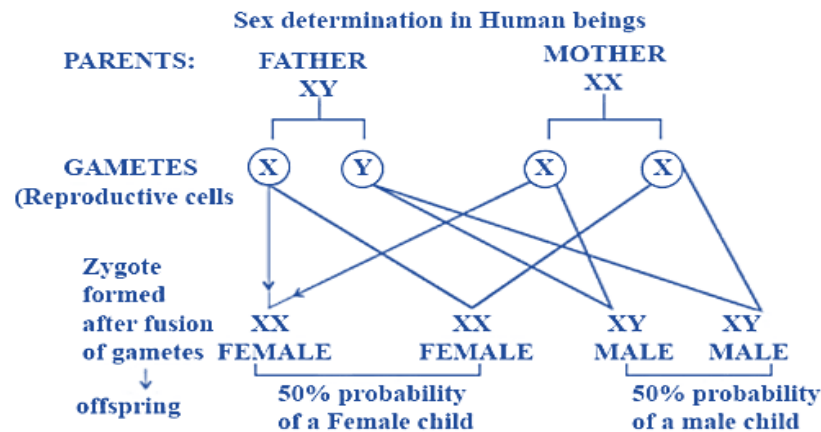 Sex determination in Human beings
PARENTS: FATHER MOTHER
XY XX
GAMETES X Y X X
(Reproductive cells
Zygote
formed
after fusion XX XX XY XY
of gametes FEMALE FEMALE MALE MALE
offspring 50% probability 50% probability
of a Female child of a male child